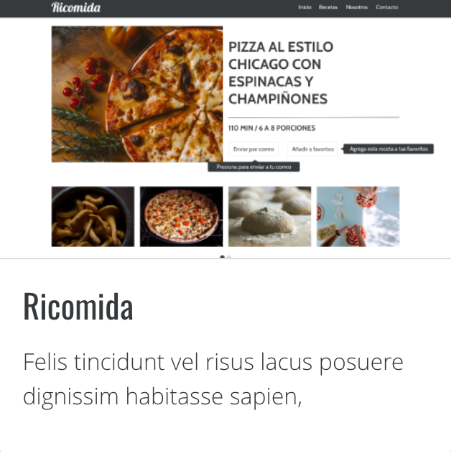 Ricomida
Inicio Recetas Nosotros Contacto
PIZZA AL ESTILO
CHICAGO CON
ESPINACAS Y
CHAMPIÑONES
110 MIN / 6 A 8 PORCIONES
Enviar por correo Añadir a favoritos Agrega esta receta a tus favoritos
Presiona para enviar a tu correo
Ricomida
Felis tincidunt vel risus lacus posuere
dignissim habitasse sapien,